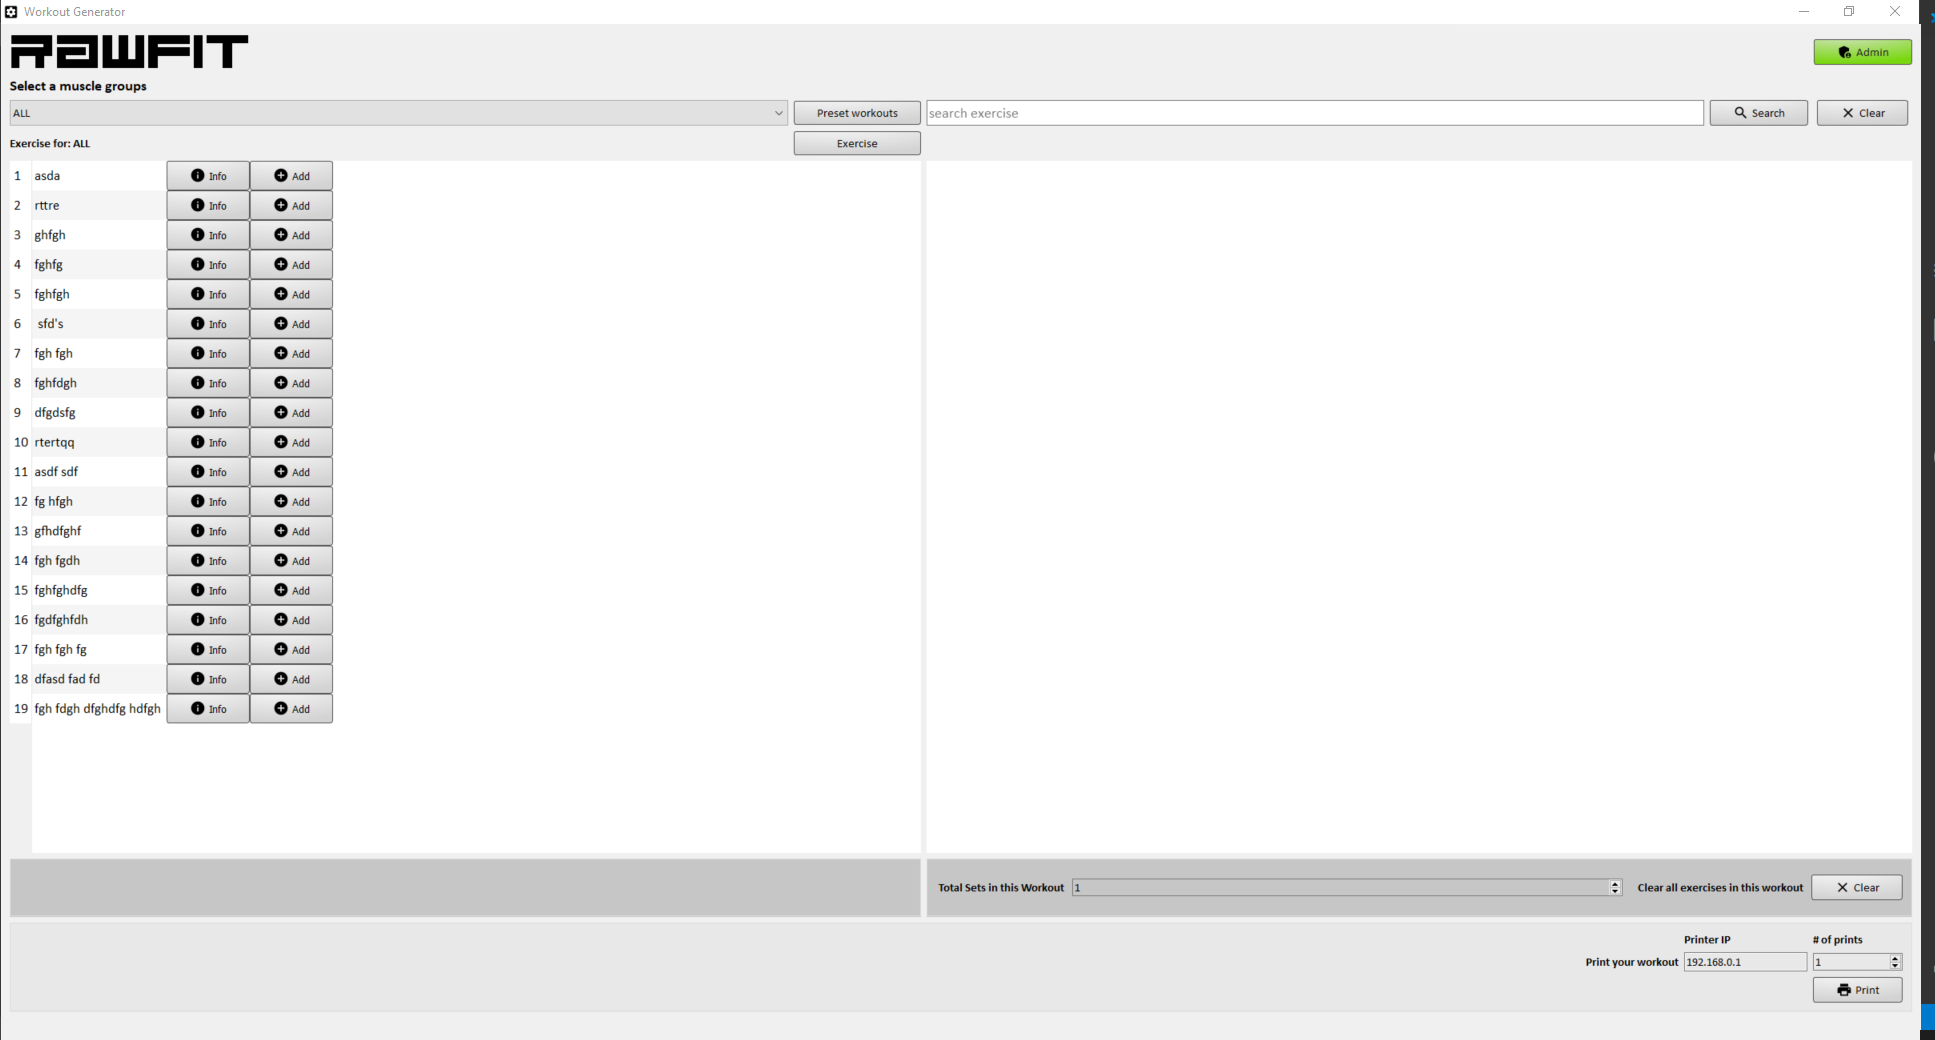 Workout Generator
RAWFIT
Admin
Select a muscle groups
ALL
Preset workouts
search exercise
Search
Clear
Exercise for: ALL
Exercise
1 asda Info Add
2 rttre Info Add
3 ghfgh Info Add
4 fghfg Info Add
5 fghfgh Info Add
6 sfd's Info Add
7 fgh fgh Info Add
8 fghfdgh Info Add
9 dfgdsfg Info Add
10 rtertqq Info Add
11 asdf sdf Info Add
12 fg hfgh Info Add
13 gfhdfghf Info Add
14 fgh fgdh Info Add
15 fghfghdfg Info Add
16 fgdfghfdh Info Add
17 fgh fgh fg Info Add
18 dfasd fad fd Info Add
19 fgh fdgh dfghdfg hdfgh Info Add
Total Sets in this Workout 1 Clear all exercises in this workout Clear
Printer IP # of prints
Print your workout 192.168.0.1 1
Print